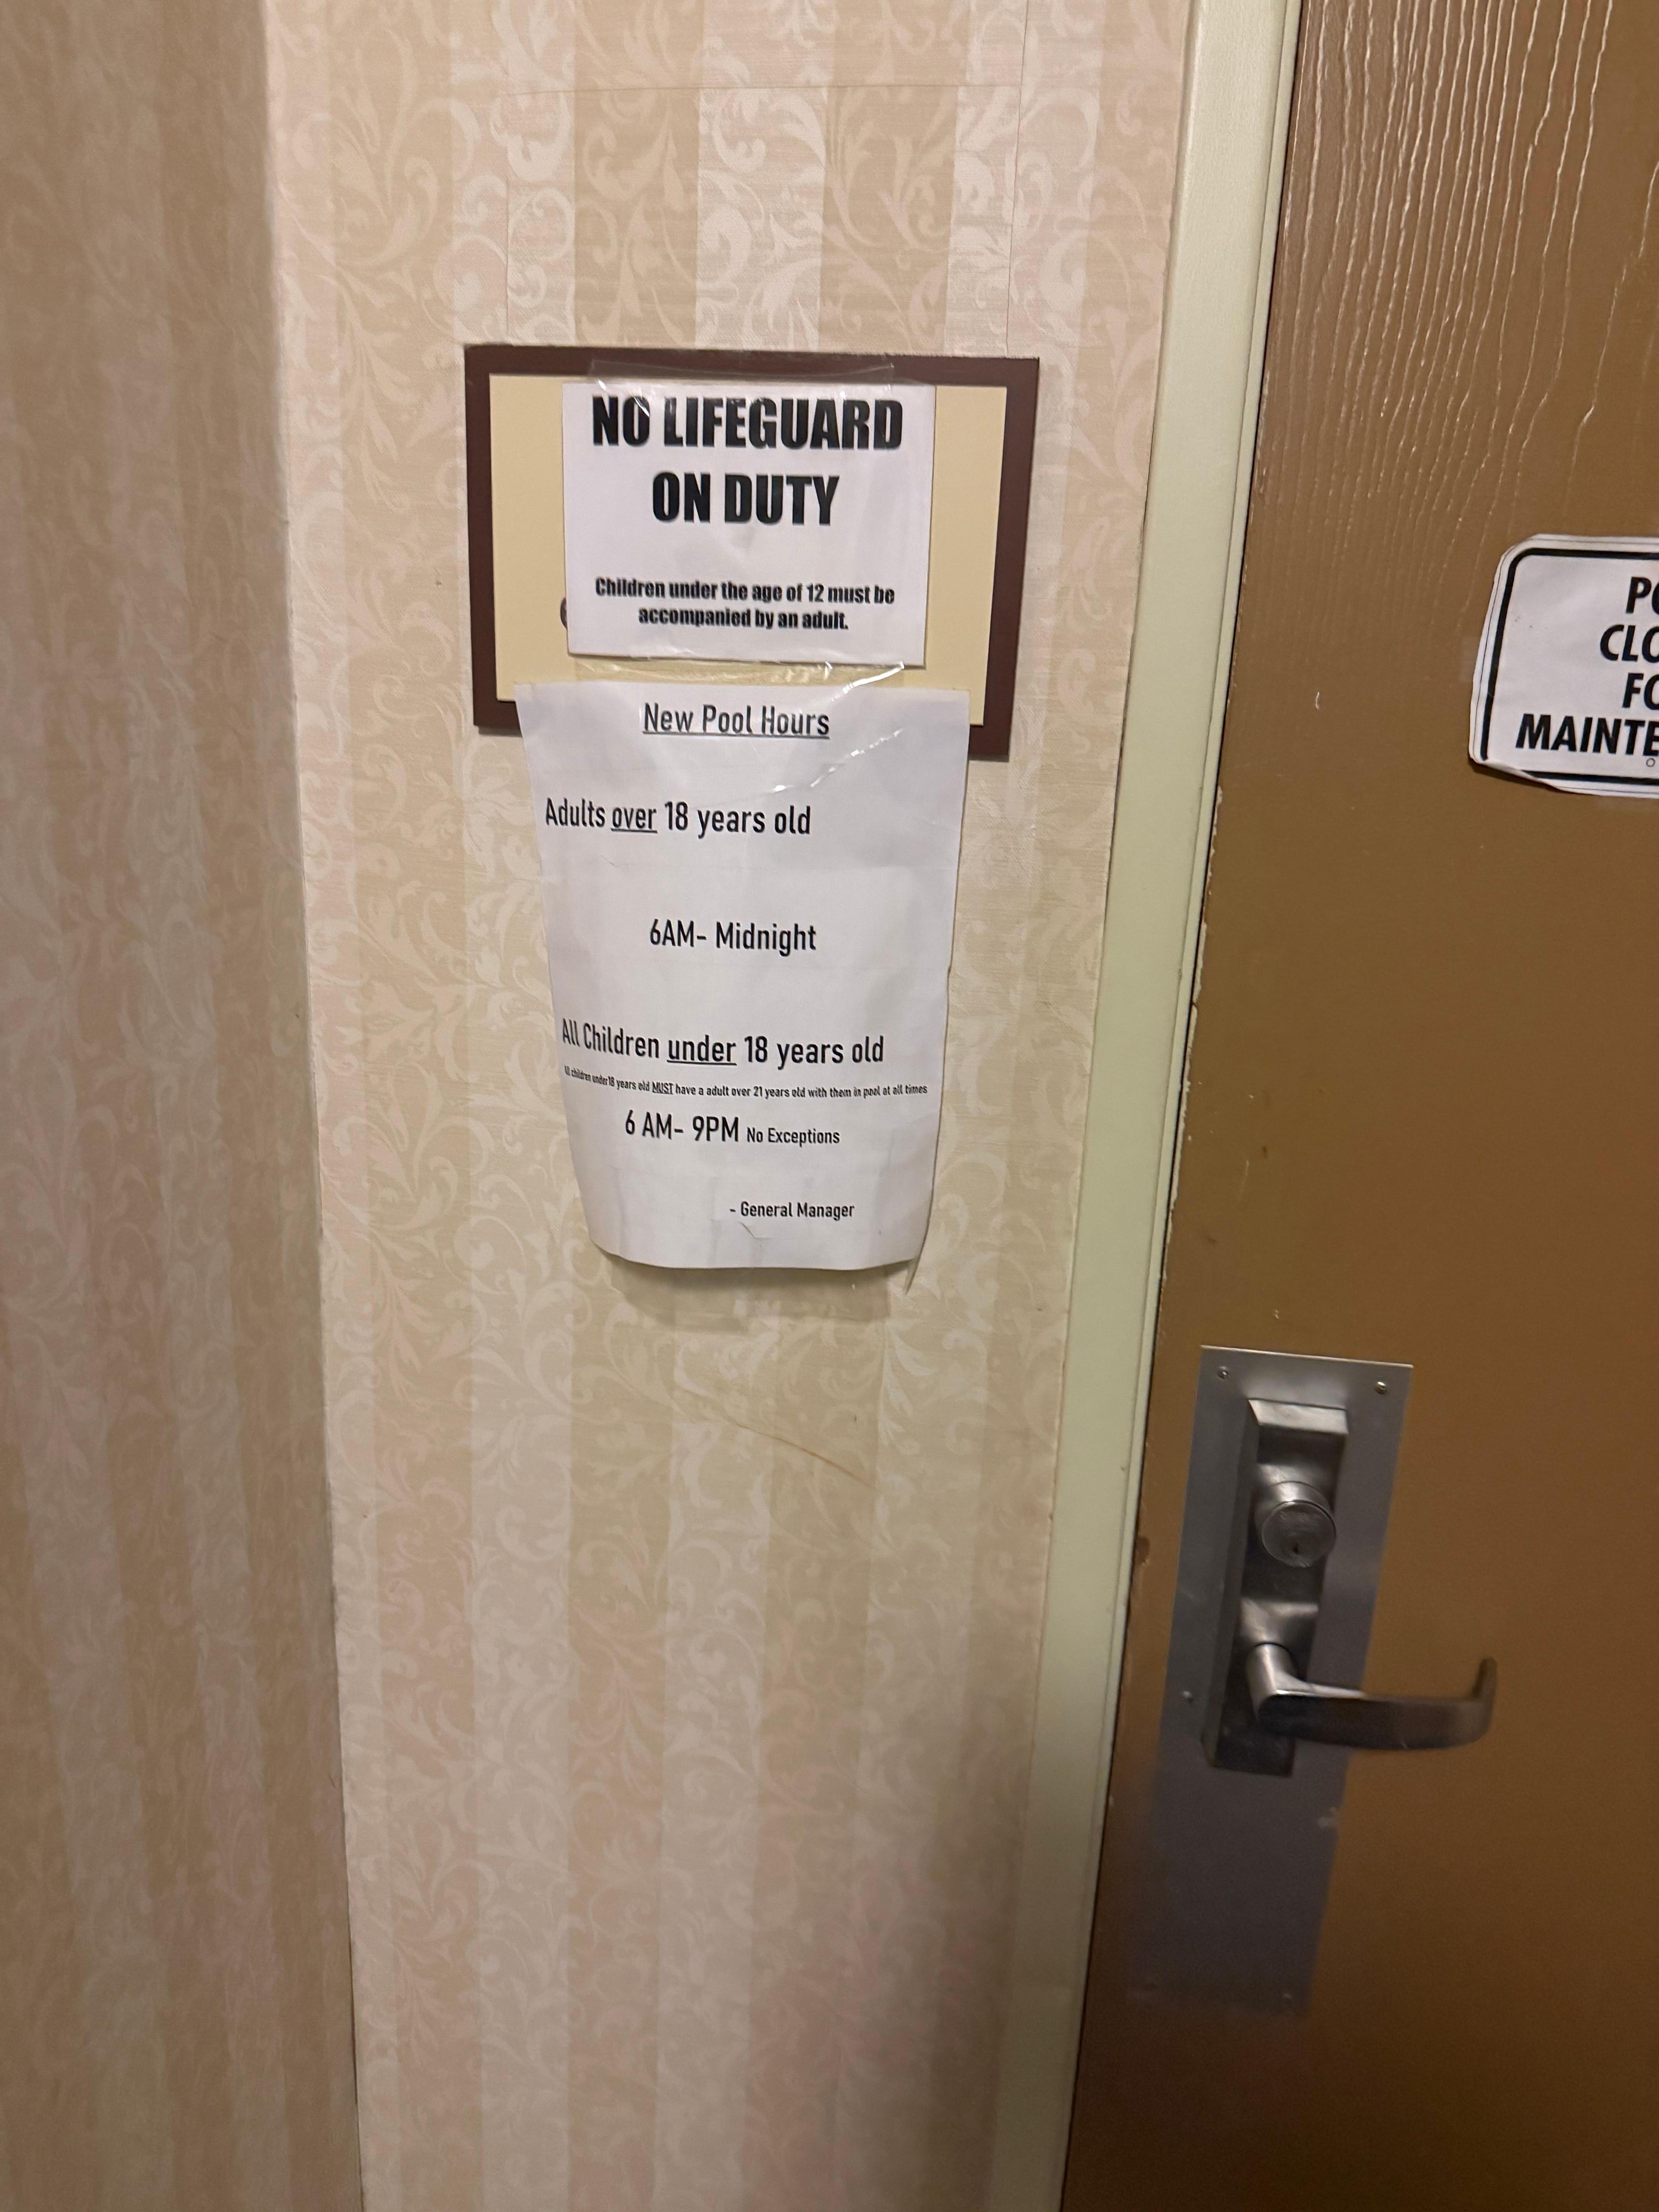 NO LIFEGUARD
ON DUTY
Children under the age of 12 must be
accompanied by an adult.
New Pool Hours
Adults over 18 years old
6AM- Midnight
All Children under 18 years old
All children under18 years old MUST have a adult over 21 years old with them in pool at all times
6 AM- 9PM No Exceptions
- General Manager
PO
CLO
FO
MAINTE